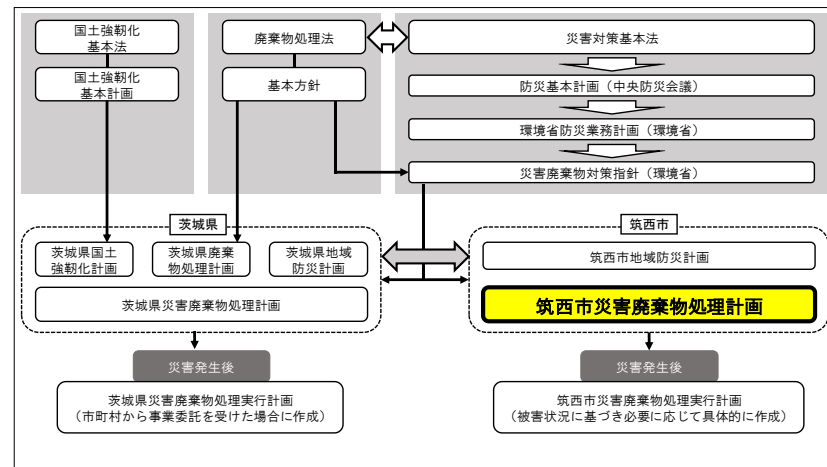 国土強靭化
基本法
廃棄物処理法
災害対策基本法
国土強靭化
基本計画
基本方針
防災基本計画（中央防災会議）
環境省防災業務計画（環境省）
災害廃棄物対策指針（環境省）
茨城県
筑西市
茨城県国土
強靭化計画
茨城県廃棄
物処理計画
茨城県地域
防災計画
筑西市地域防災計画
茨城県災害廃棄物処理計画
筑西市災害廃棄物処理計画
災害発生後
災害発生後
茨城県災害廃棄物処理実行計画
（市町村から事業委託を受けた場合に作成）
筑西市災害廃棄物処理実行計画
（被害状況に基づき必要に応じて具体的に作成）